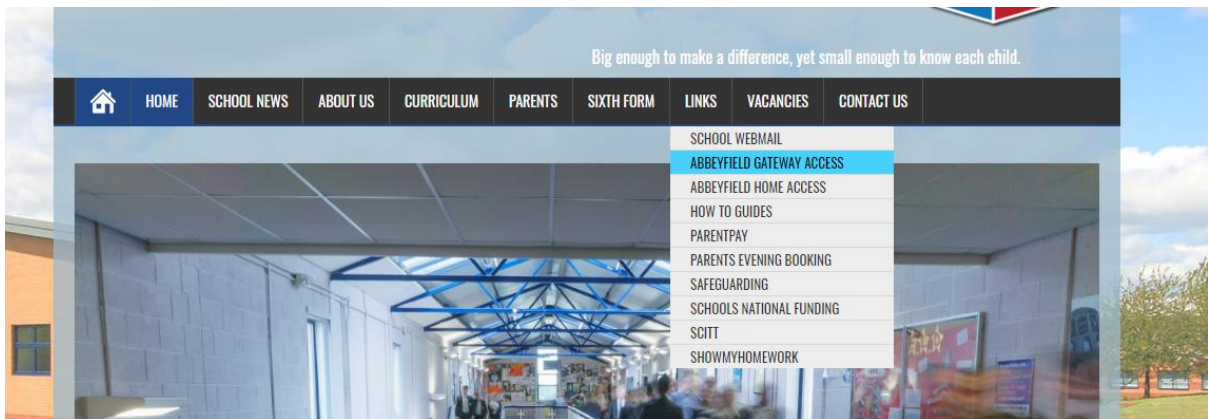 Big enough to make a difference, yet small enough to know each child.
HOME SCHOOL NEWS ABOUT US CURRICULUM PARENTS SIXTH FORM LINKS VACANCIES CONTACT US
SCHOOL WEBMAIL
ABBEYFIELD GATEWAY ACCESS
ABBEYFIELD HOME ACCESS
HOW TO GUIDES
PARENTPAY
PARENTS EVENING BOOKING
SAFEGUARDING
SCHOOLS NATIONAL FUNDING
SCITT
SHOWMYHOMEWORK